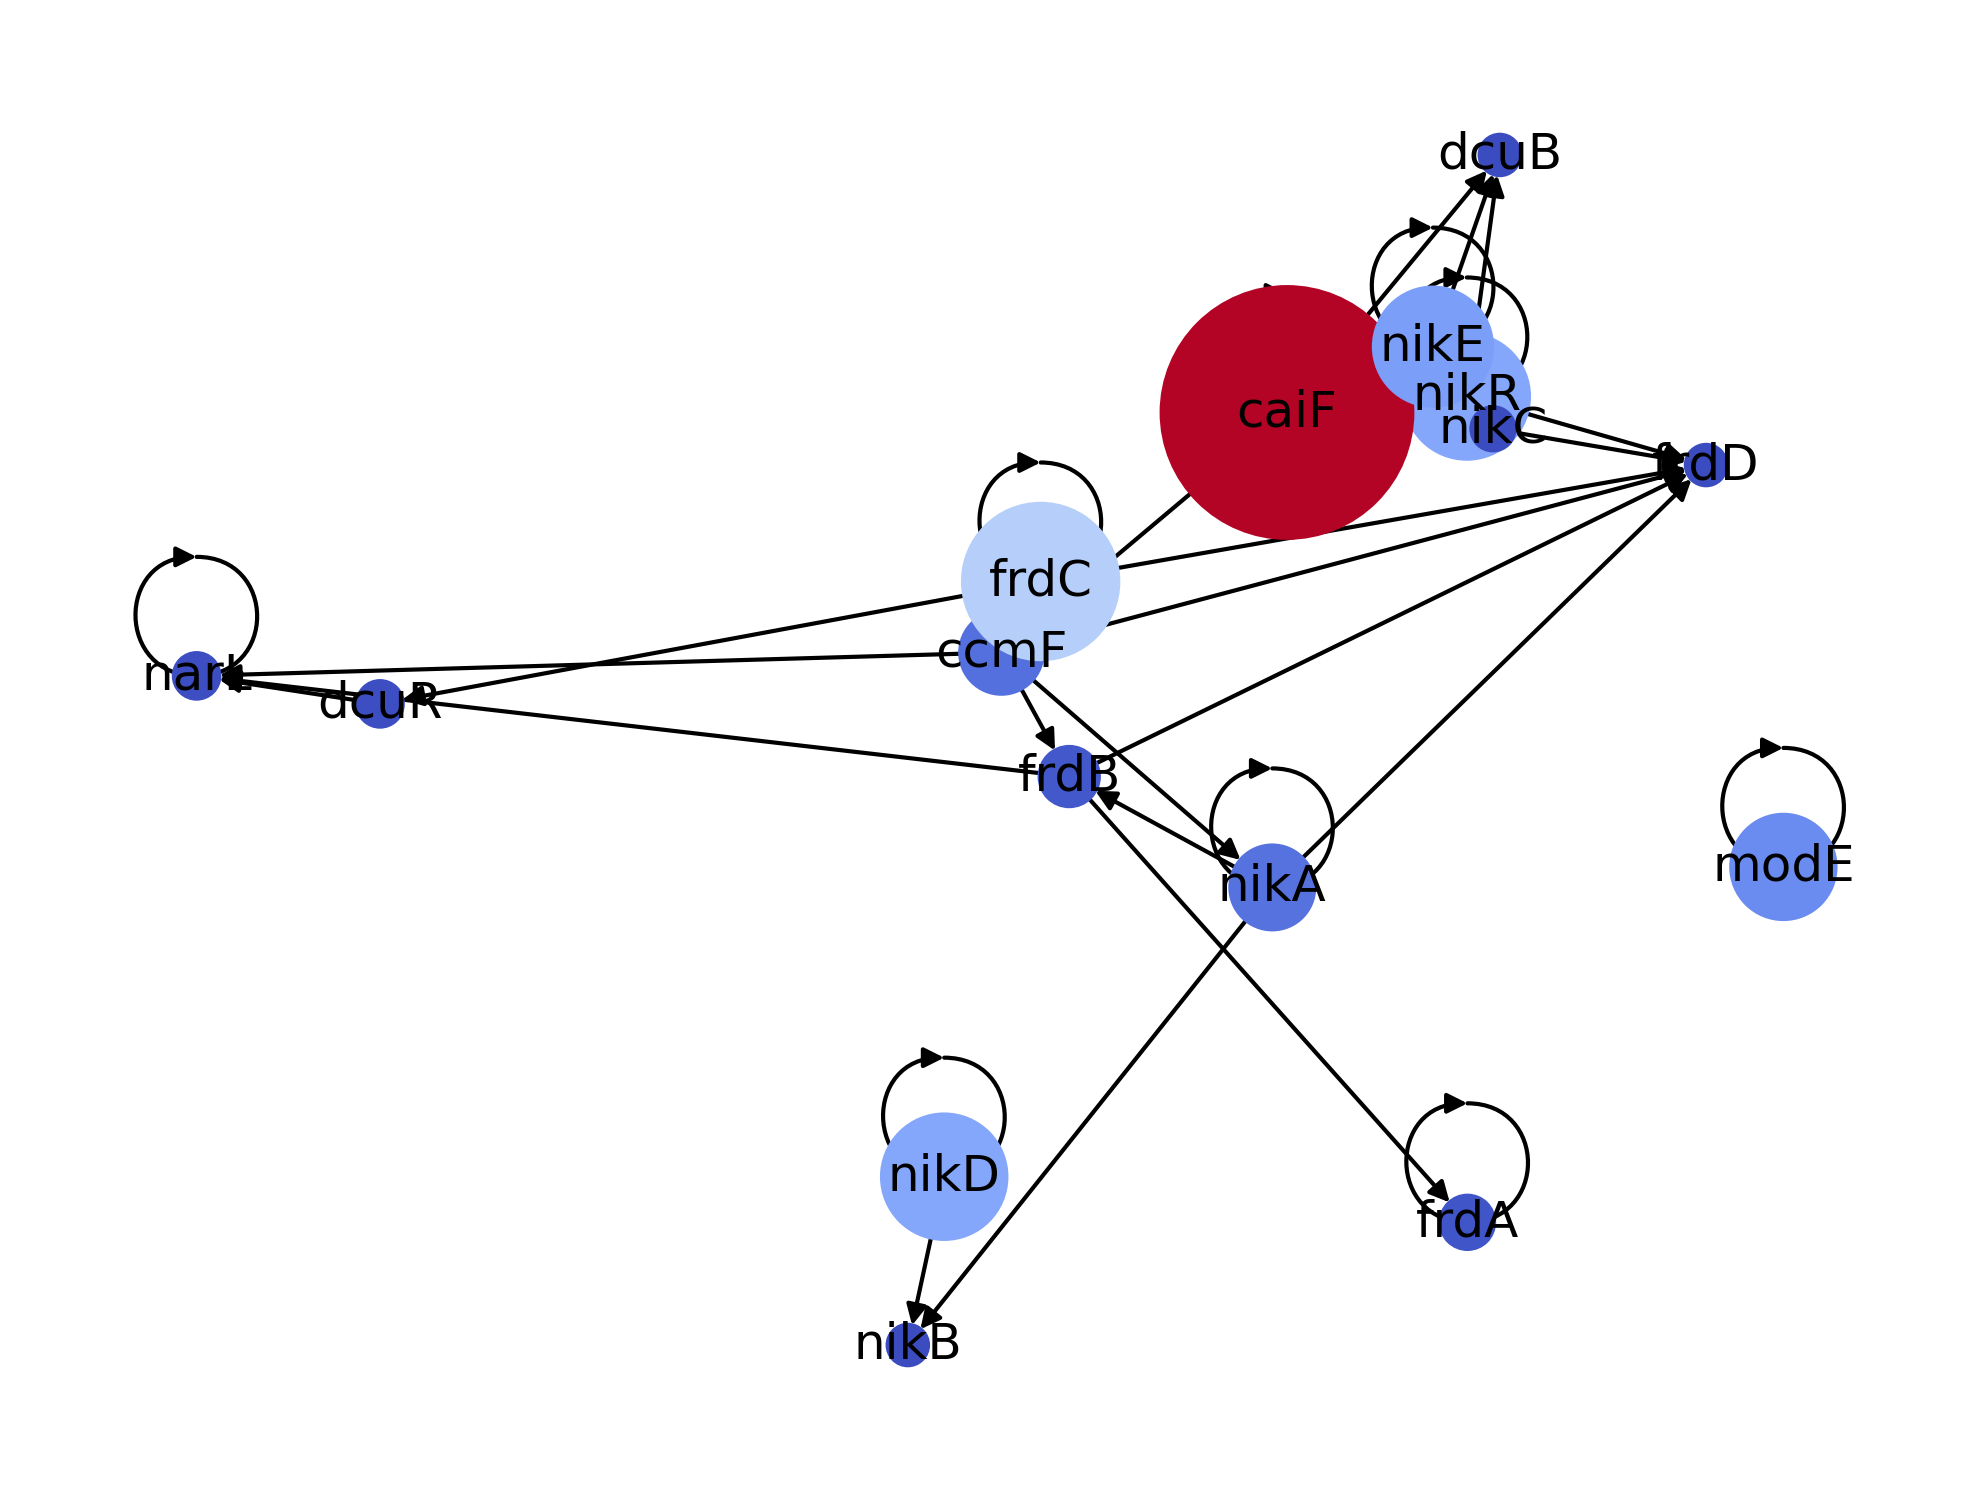 dcuB
nikE
nikR
caiF
nikC
frdD
frdC
ccmF
narL
dcuR
frdB
modE
nikA
nikD
frdA
nikB